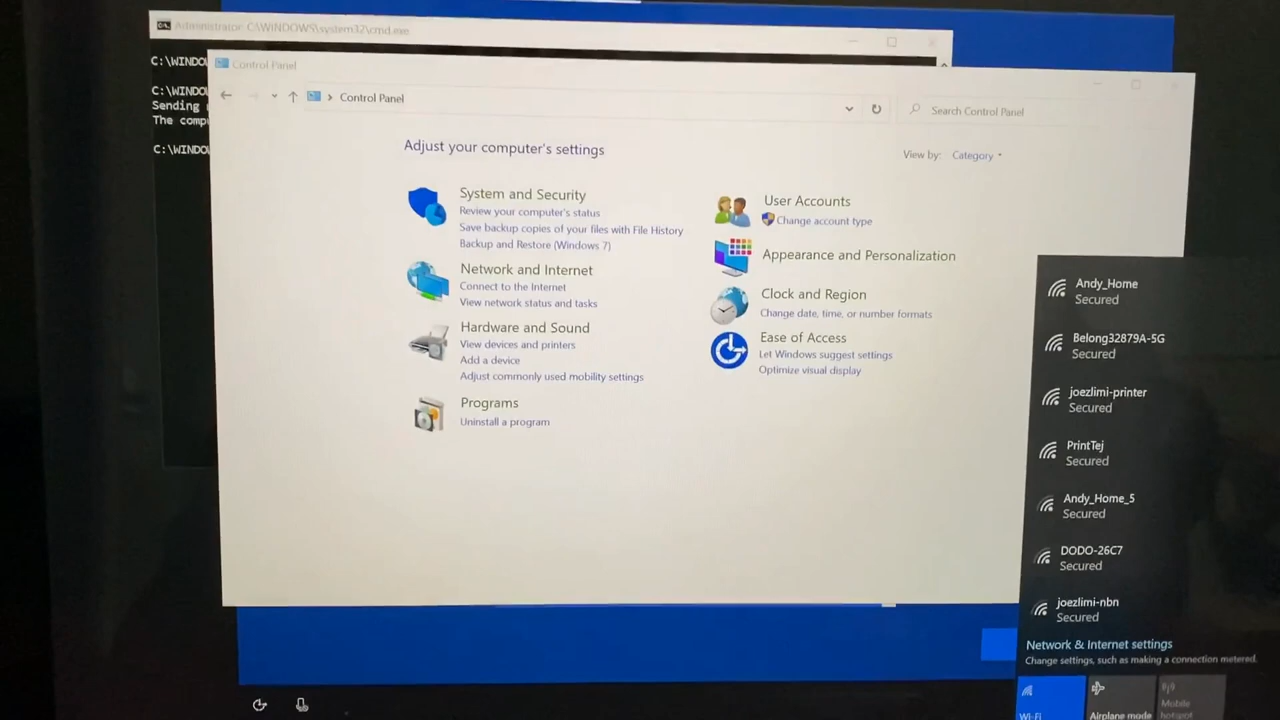 Administrator: C:\WINDOWS\system32\cmd.exe
C:\WINDO
C:\WINDO
Sending
The comp
C:\WINDO
Control Panel
Control Panel
Search Control Panel
Adjust your computer's settings
View by: Category
System and Security
Review your computer's status
Save backup copies of your files with File History
Backup and Restore (Windows 7)
Network and Internet
Connect to the Internet
View network status and tasks
Hardware and Sound
View devices and printers
Add a device
Adjust commonly used mobility settings
Programs
Uninstall a program
User Accounts
Change account type
Appearance and Personalization
Clock and Region
Change date, time, or number formats
Ease of Access
Let Windows suggest settings
Optimize visual display
Andy_Home
Secured
Belong32879A-5G
Secured
joezlimi-printer
Secured
PrintTej
Secured
Andy_Home_5
Secured
DODO-26C7
Secured
joezlimi-nbn
Secured
Network & Internet settings
Change settings, such as making a connection metered.
Wi-Fi
Airplane mode
Mobile
hotspot